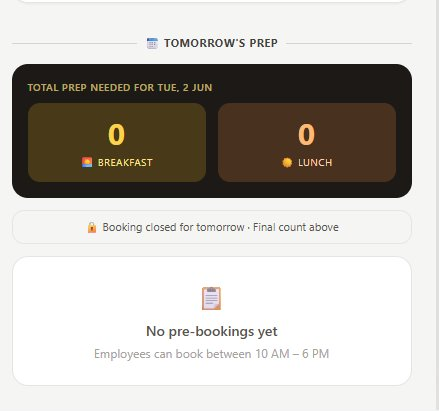 TOMORROW'S PREP
TOTAL PREP NEEDED FOR TUE, 2 JUN
0
BREAKFAST
0
LUNCH
Booking closed for tomorrow · Final count above
No pre-bookings yet
Employees can book between 10 AM – 6 PM